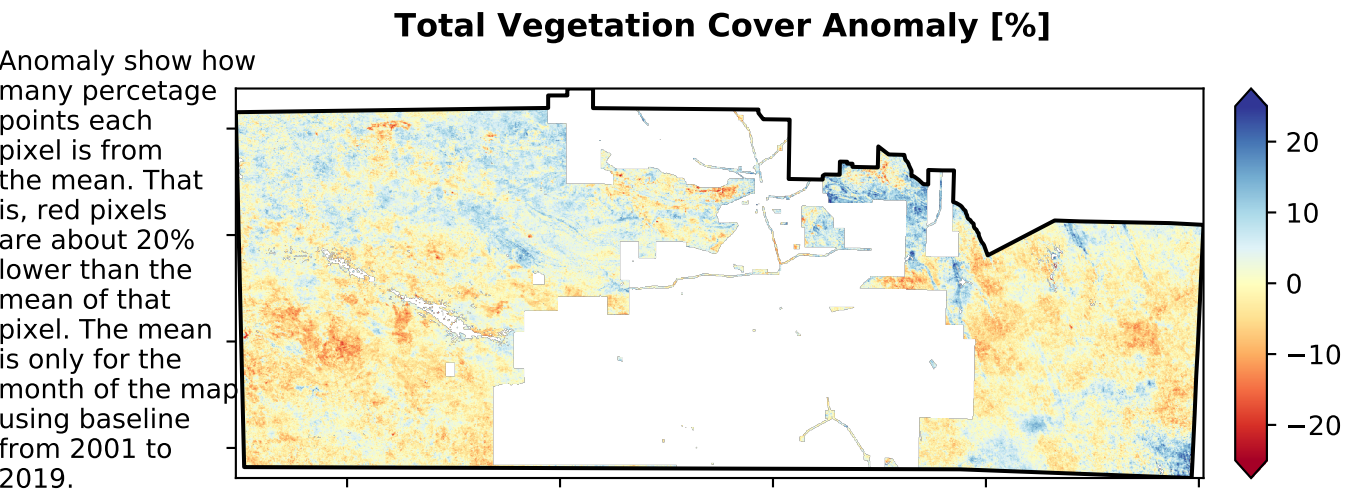 Total Vegetation Cover Anomaly [%]
Anomaly show how
many percetage
points each
pixel is from
the mean. That
is, red pixels
are about 20%
lower than the
mean of that
pixel. The mean
is only for the
month of the map
using baseline
from 2001 to
2019.
20
10
0
−10
−20